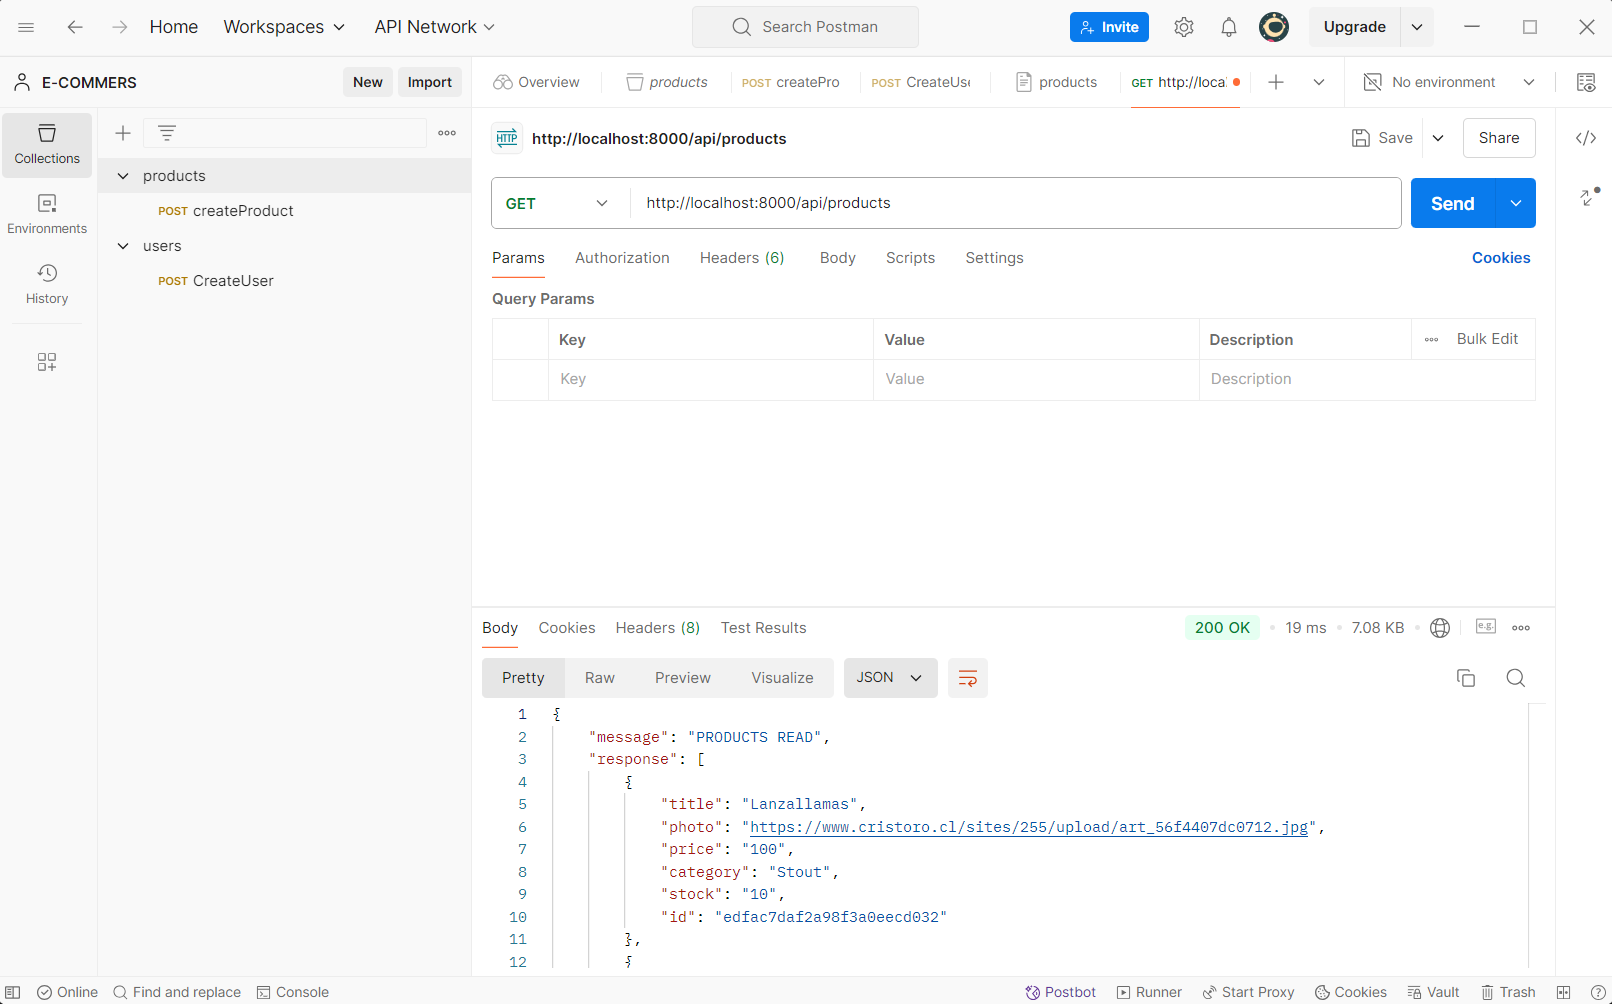 Home Workspaces API Network Search Postman Invite Upgrade
E-COMMERS New Import Overview products POST createPro POST CreateUse products GET http://local No environment
Collections
Environments
History
products
POST createProduct
users
POST CreateUser
HTTP http://localhost:8000/api/products Save Share
GET http://localhost:8000/api/products Send
Params Authorization Headers (6) Body Scripts Settings Cookies
Query Params
Key Value Description Bulk Edit
Key Value Description
Body Cookies Headers (8) Test Results 200 OK 19 ms 7.08 KB e.g.
Pretty Raw Preview Visualize JSON
1 {
2 "message": "PRODUCTS READ",
3 "response": [
4 {
5 "title": "Lanzallamas",
6 "photo": "https://www.cristoro.cl/sites/255/upload/art_56f4407dc0712.jpg",
7 "price": "100",
8 "category": "Stout",
9 "stock": "10",
10 "id": "edfac7daf2a98f3a0eecd032"
11 },
12 {
Online Find and replace Console Postbot Runner Start Proxy Cookies Vault Trash